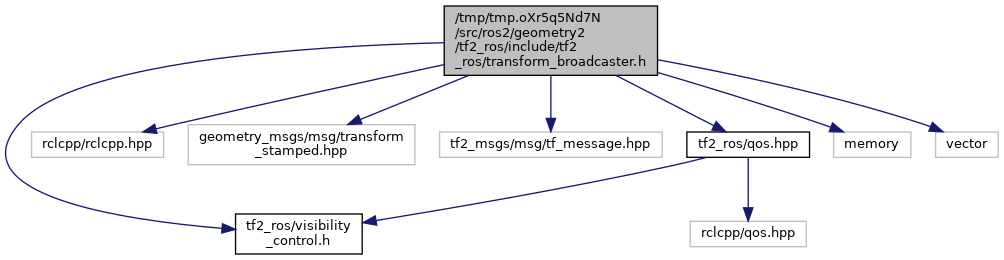 /tmp/tmp.oXr5q5Nd7N
/src/ros2/geometry2
/tf2_ros/include/tf2
_ros/transform_broadcaster.h
rclcpp/rclcpp.hpp
geometry_msgs/msg/transform
_stamped.hpp
tf2_msgs/msg/tf_message.hpp
tf2_ros/qos.hpp
memory
vector
tf2_ros/visibility
_control.h
rclcpp/qos.hpp